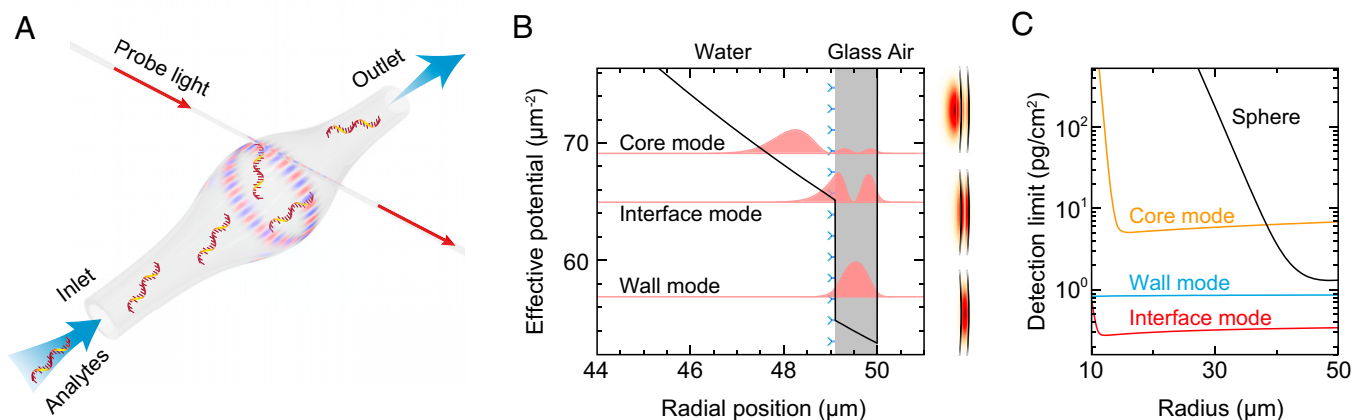 A
Probe light
Outlet
Inlet
Analytes
B
Water
Glass Air
Effective potential (µm⁻²)
70
60
Core mode
Interface mode
Wall mode
44
46
48
50
Radial position (µm)
C
Detection limit (pg/cm²)
10²
10¹
10⁰
Sphere
Core mode
Wall mode
Interface mode
10
30
50
Radius (µm)